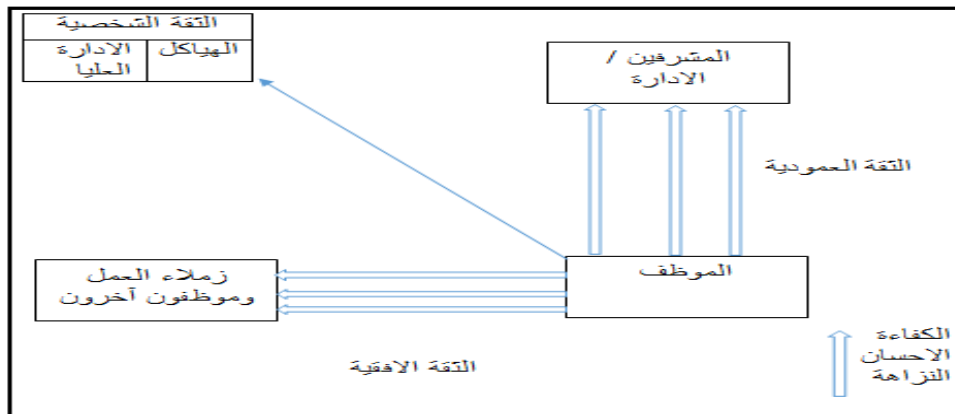 الثقة الشخصية
الهياكل
الادارة
العليا
المشرفين /
الادارة
الثقة العمودية
الموظف
زملاء العمل
وموظفون آخرون
الثقة الافقية
الكفاءة
الاحسان
النزاهة